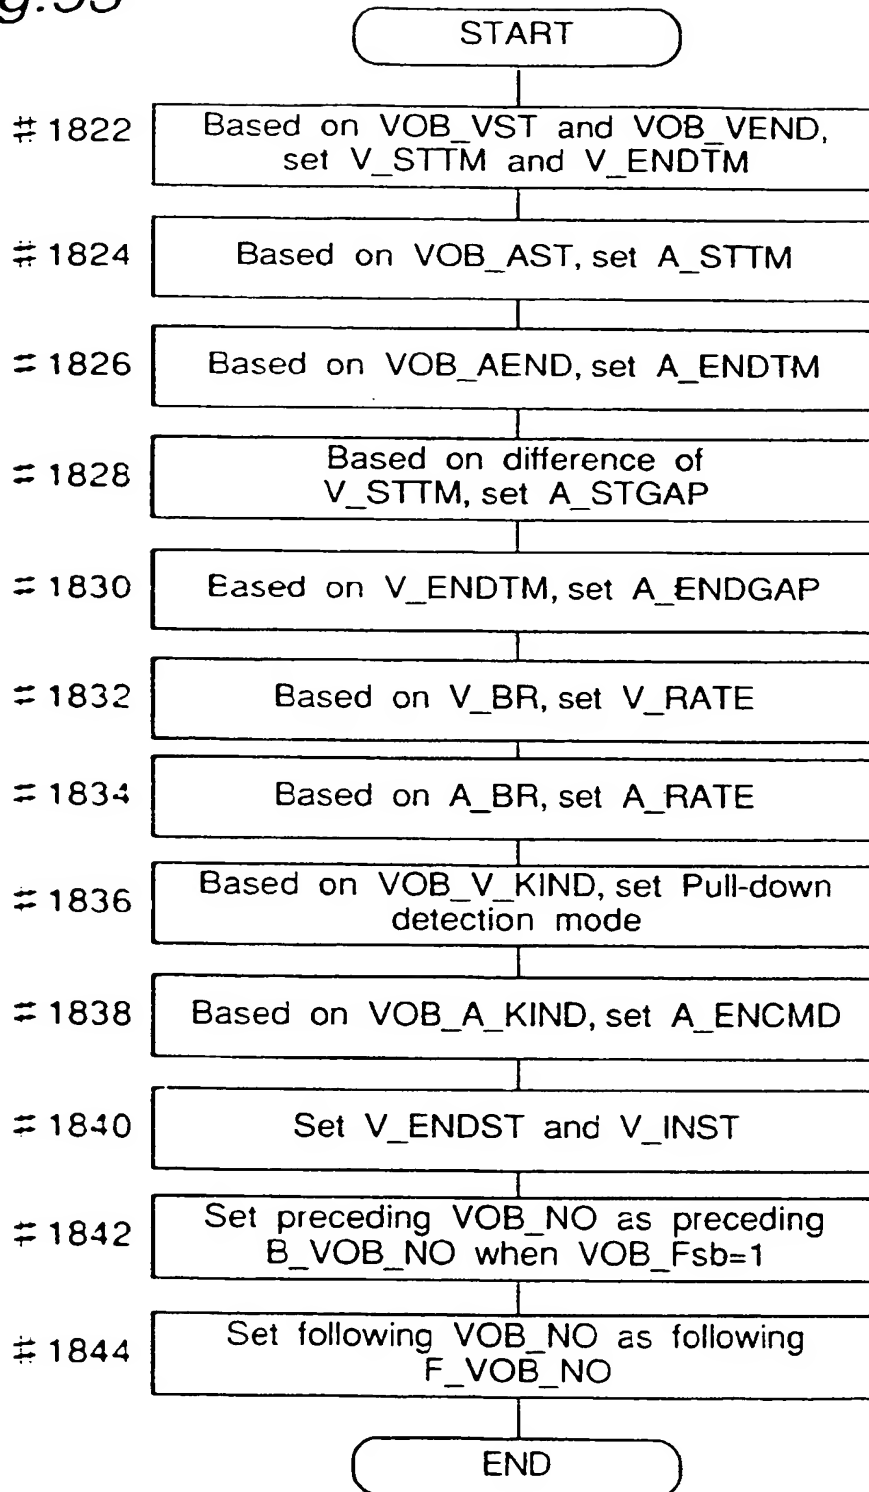 START
#1822
Based on VOB_VST and VOB_VEND,
set V_STTM and V_ENDTM
#1824
Based on VOB_AST, set A_STTM
#1826
Based on VOB_AEND, set A_ENDTM
#1828
Based on difference of
V_STTM, set A_STGAP
#1830
Eased on V_ENDTM, set A_ENDGAP
#1832
Based on V_BR, set V_RATE
#1834
Based on A_BR, set A_RATE
#1836
Based on VOB_V_KIND, set Pull-down
detection mode
#1838
Based on VOB_A_KIND, set A_ENCMD
#1840
Set V_ENDST and V_INST
#1842
Set preceding VOB_NO as preceding
B_VOB_NO when VOB_Fsb=1
#1844
Set following VOB_NO as following
F_VOB_NO
END